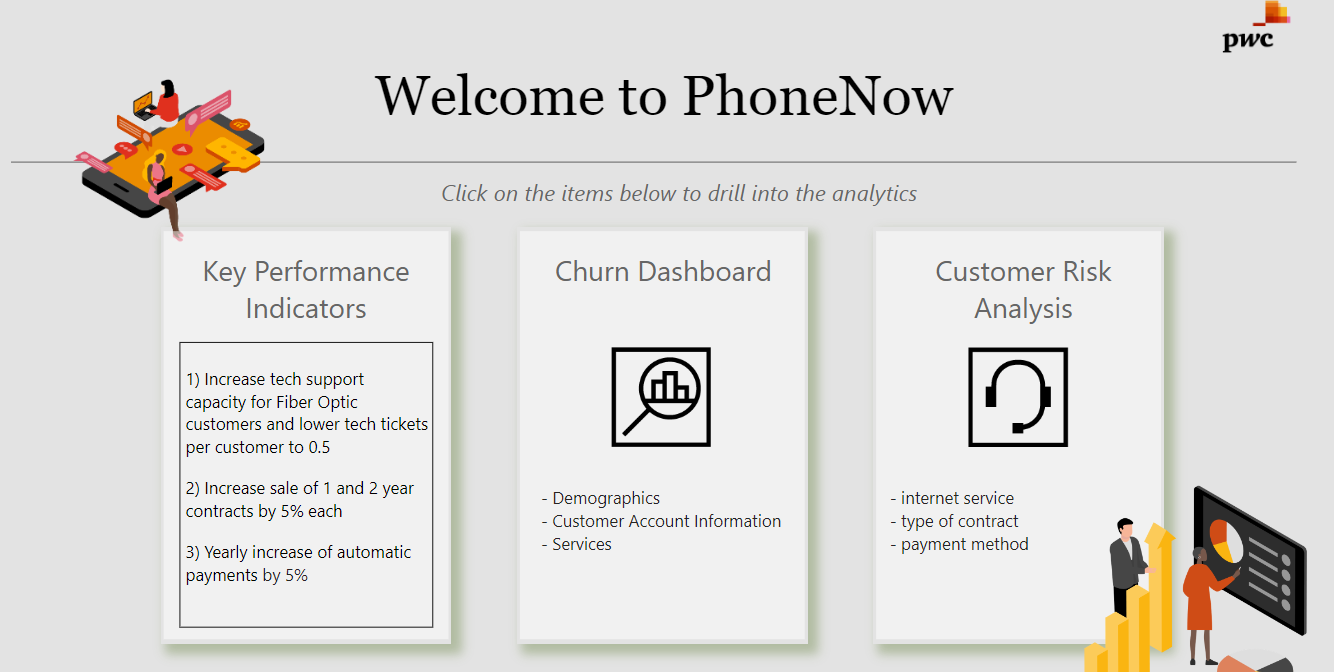 pwc
Welcome to PhoneNow
Click on the items below to drill into the analytics
Key Performance
Indicators
1) Increase tech support
capacity for Fiber Optic
customers and lower tech tickets
per customer to 0.5
2) Increase sale of 1 and 2 year
contracts by 5% each
3) Yearly increase of automatic
payments by 5%
Churn Dashboard
- Demographics
- Customer Account Information
- Services
Customer Risk
Analysis
- internet service
- type of contract
- payment method